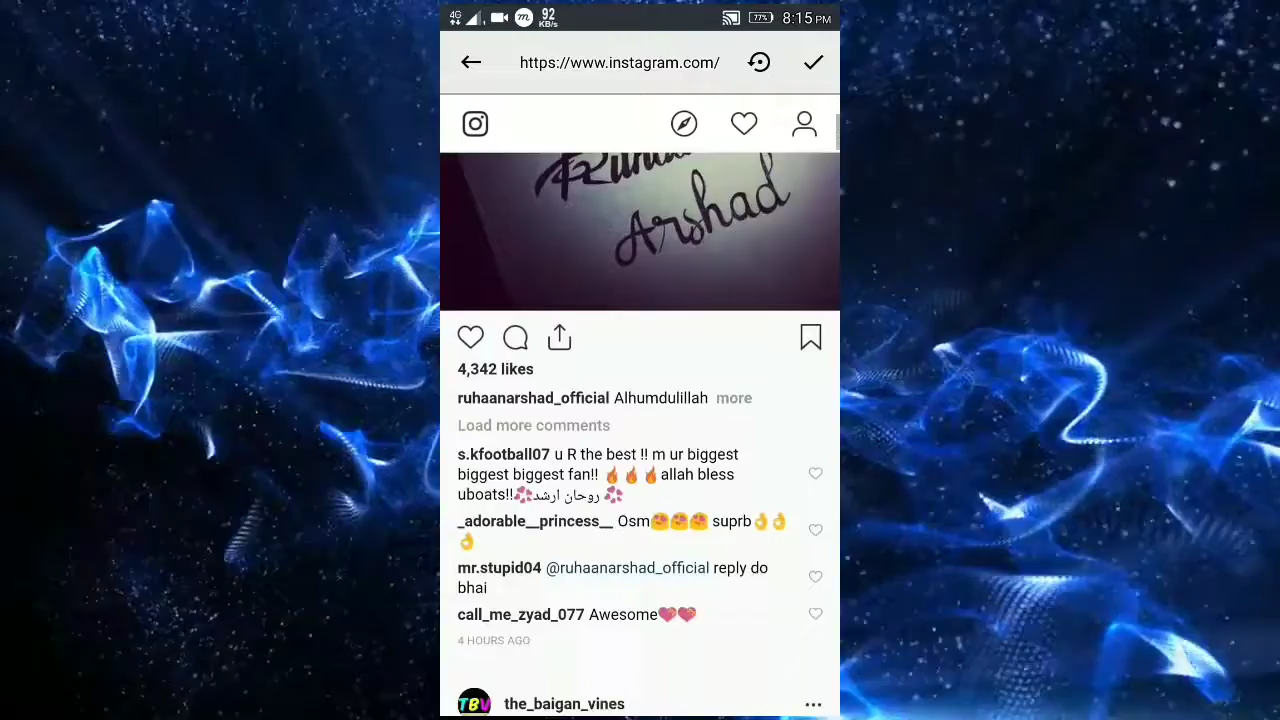 4G 92 KB/s 77% 8:15 PM
https://www.instagram.com/
Arshad
4,342 likes
ruhaanarshad_official Alhumdulillah more
Load more comments
s.kfootball07 u R the best !! m ur biggest
biggest biggest fan!! 🔥🔥🔥allah bless
uboats!!💞روحان ارشد 💞
_adorable__princess__ Osm😍😍😍 suprb👌👌
👌
mr.stupid04 @ruhaanarshad_official reply do
bhai
call_me_zyad_077 Awesome💝💝
4 HOURS AGO
TBV the_baigan_vines